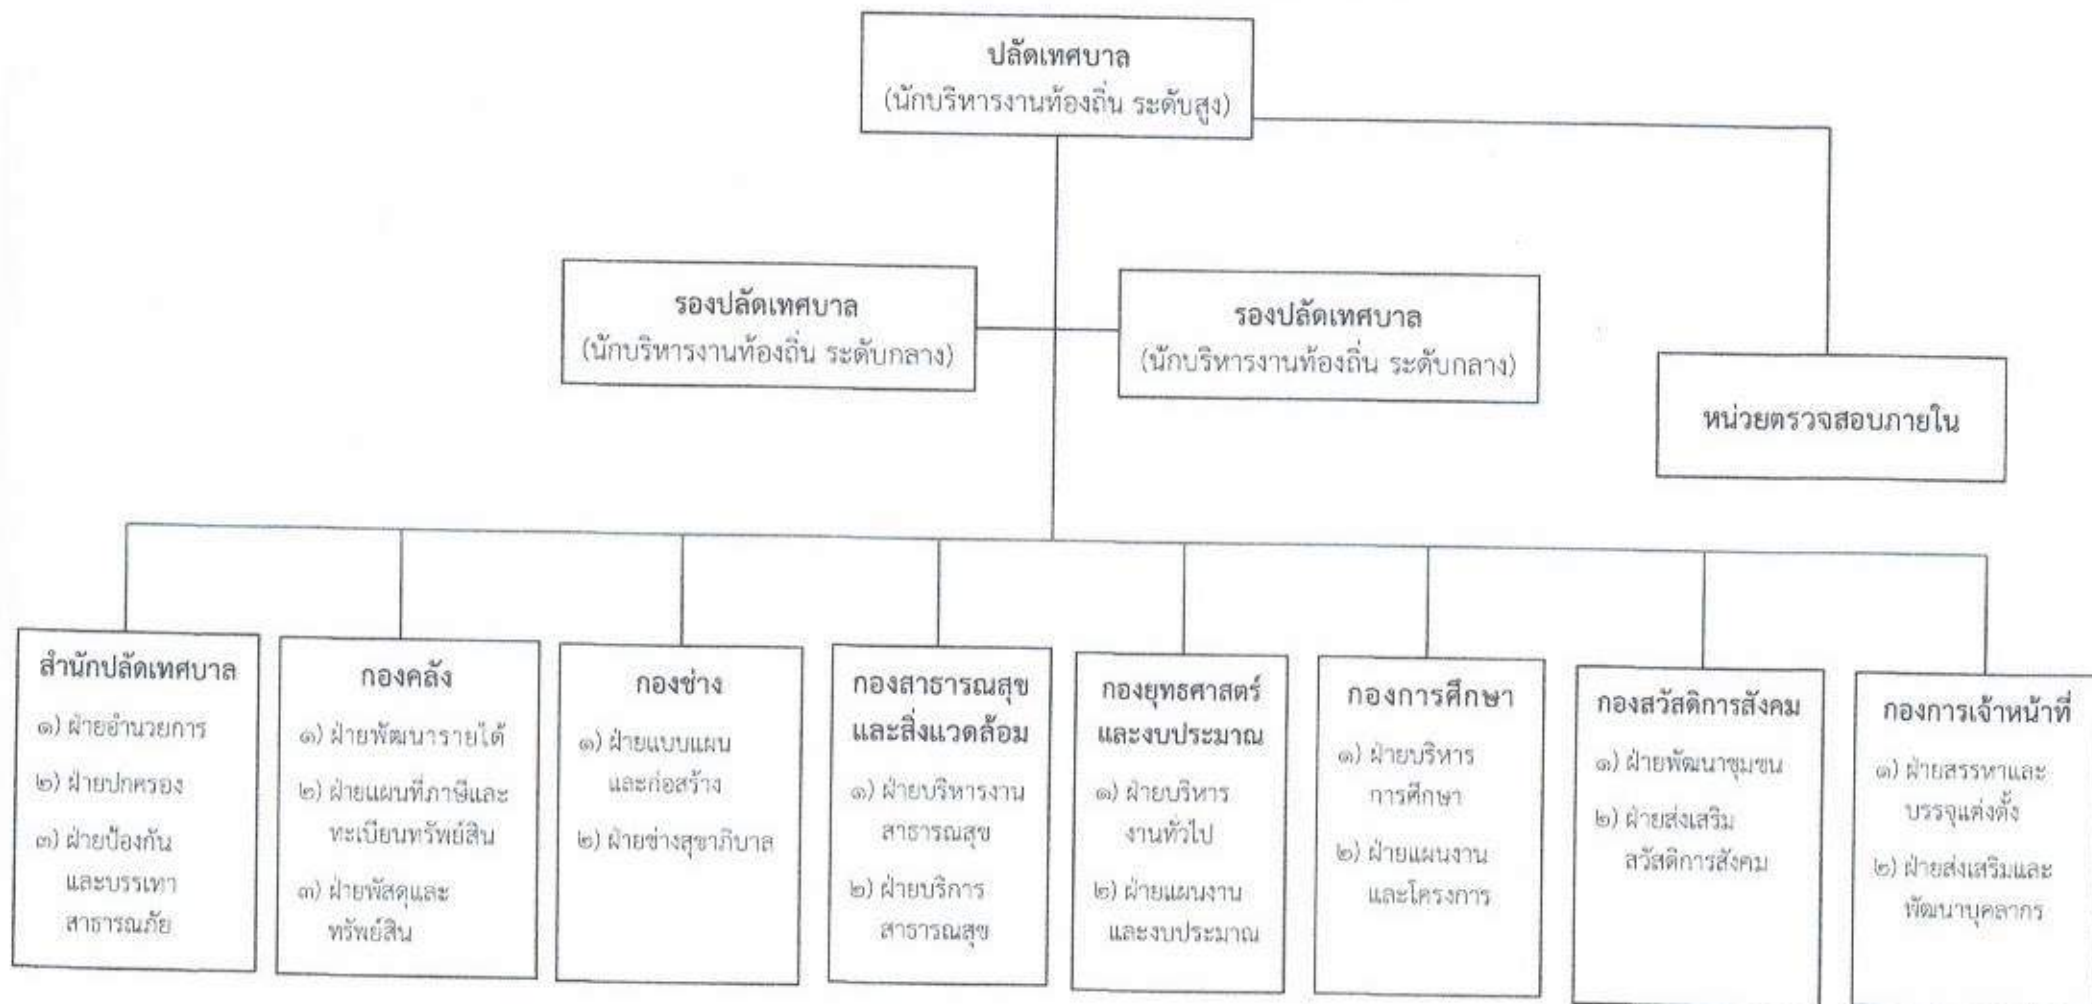 ปลัดเทศบาล
(นักบริหารงานท้องถิ่น ระดับสูง)
รองปลัดเทศบาล
(นักบริหารงานท้องถิ่น ระดับกลาง)
รองปลัดเทศบาล
(นักบริหารงานท้องถิ่น ระดับกลาง)
หน่วยตรวจสอบภายใน
สำนักปลัดเทศบาล
๑) ฝ่ายอำนวยการ
๒) ฝ่ายปกครอง
๓) ฝ่ายป้องกัน
และบรรเทา
สาธารณภัย
กองคลัง
๑) ฝ่ายพัฒนารายได้
๒) ฝ่ายแผนที่ภาษีและ
ทะเบียนทรัพย์สิน
๓) ฝ่ายพัสดุและ
ทรัพย์สิน
กองช่าง
๑) ฝ่ายแบบแผน
และก่อสร้าง
๒) ฝ่ายช่างสุขาภิบาล
กองสาธารณสุข
และสิ่งแวดล้อม
๑) ฝ่ายบริหารงาน
สาธารณสุข
๒) ฝ่ายบริการ
สาธารณสุข
กองยุทธศาสตร์
และงบประมาณ
๑) ฝ่ายบริหาร
งานทั่วไป
๒) ฝ่ายแผนงาน
และงบประมาณ
กองการศึกษา
๑) ฝ่ายบริหาร
การศึกษา
๒) ฝ่ายแผนงาน
และโครงการ
กองสวัสดิการสังคม
๑) ฝ่ายพัฒนาชุมชน
๒) ฝ่ายส่งเสริม
สวัสดิการสังคม
กองการเจ้าหน้าที่
๑) ฝ่ายสรรหาและ
บรรจุแต่งตั้ง
๒) ฝ่ายส่งเสริมและ
พัฒนาบุคลากร